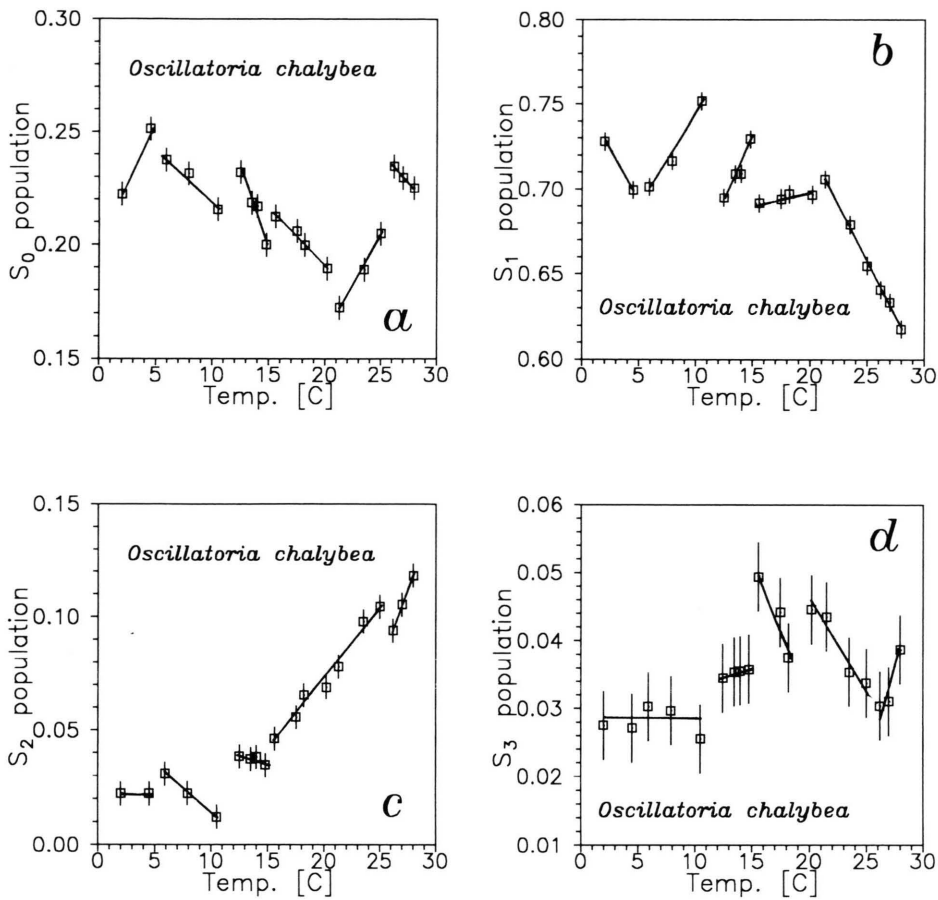 0.30
0.25
0.20
0.15
S0 population
Oscillatoria chalybea
a
0 5 10 15 20 25 30
Temp. [C]
0.80
0.75
0.70
0.65
0.60
S1 population
b
Oscillatoria chalybea
0 5 10 15 20 25 30
Temp. [C]
0.15
0.10
0.05
0.00
S2 population
Oscillatoria chalybea
c
0 5 10 15 20 25 30
Temp. [C]
0.06
0.05
0.04
0.03
0.02
0.01
S3 population
d
Oscillatoria chalybea
0 5 10 15 20 25 30
Temp. [C]